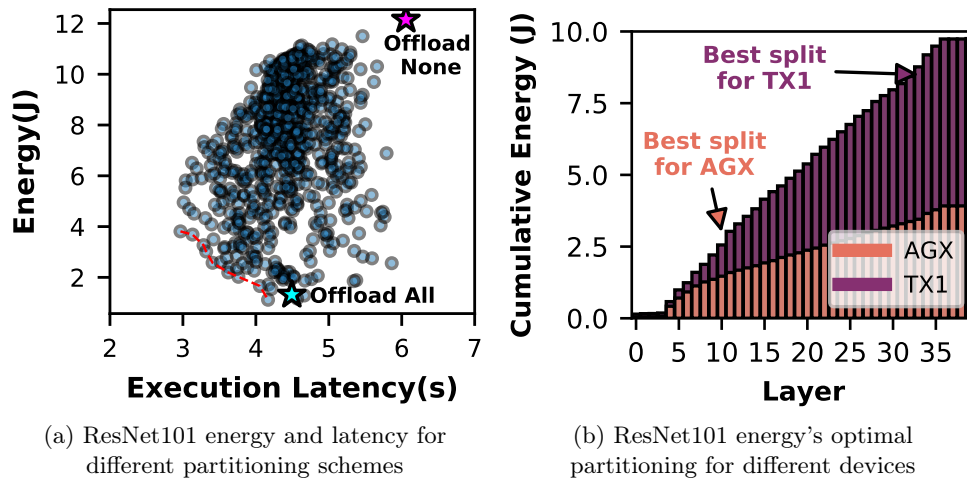 Energy(J)
12
10
8
6
4
2
2 3 4 5 6 7
Execution Latency(s)
Offload
None
Offload All
Cumulative Energy (J)
10.0
7.5
5.0
2.5
0.0
0 5 10 15 20 25 30 35
Layer
Best split
for TX1
Best split
for AGX
AGX
TX1
(a) ResNet101 energy and latency for
different partitioning schemes
(b) ResNet101 energy's optimal
partitioning for different devices